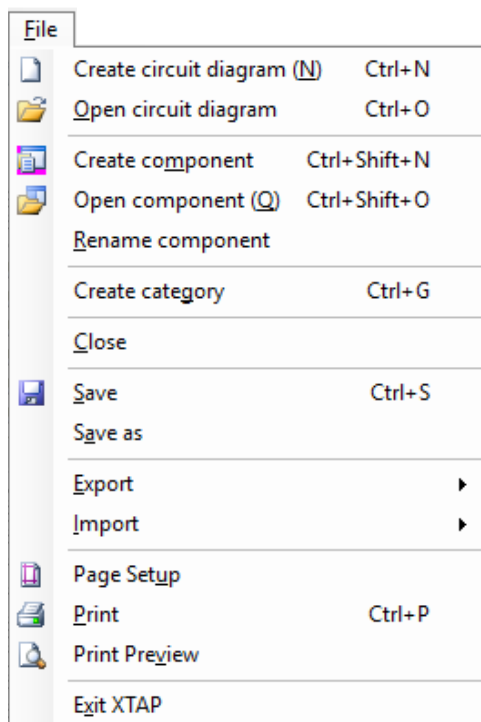 File
Create circuit diagram (N) Ctrl+N
Open circuit diagram Ctrl+O
Create component Ctrl+Shift+N
Open component (Q) Ctrl+Shift+O
Rename component
Create category Ctrl+G
Close
Save Ctrl+S
Save as
Export
Import
Page Setup
Print Ctrl+P
Print Preview
Exit XTAP